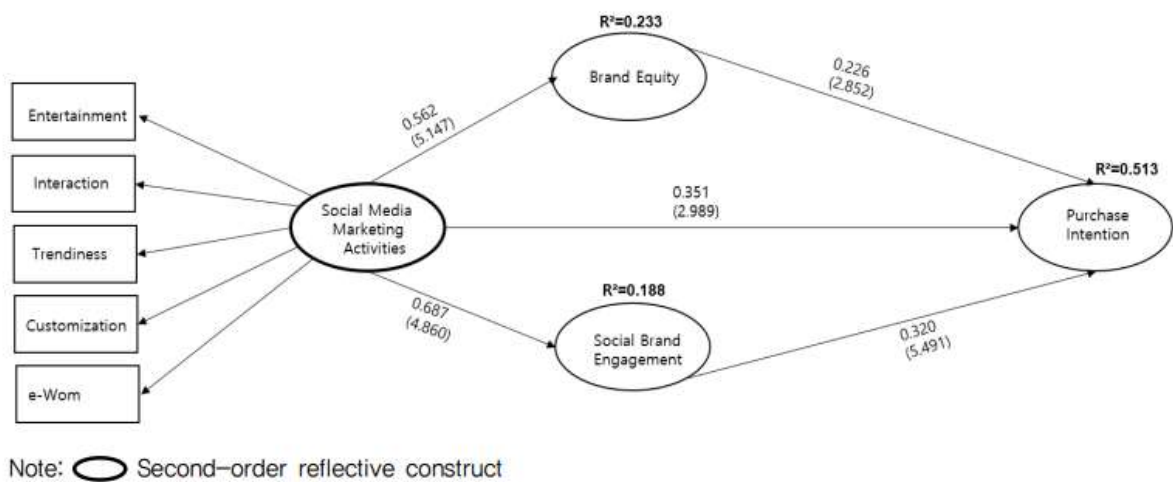 R²=0.233
Brand Equity
0.226
(2.852)
Entertainment
0.562
(5.147)
Interaction
R²=0.513
0.351
(2.989)
Social Media
Marketing
Activities
Purchase
Intention
Trendiness
R²=0.188
0.687
(4.860)
Customization
Social Brand
Engagement
0.320
(5.491)
e-Wom
Note: Second-order reflective construct